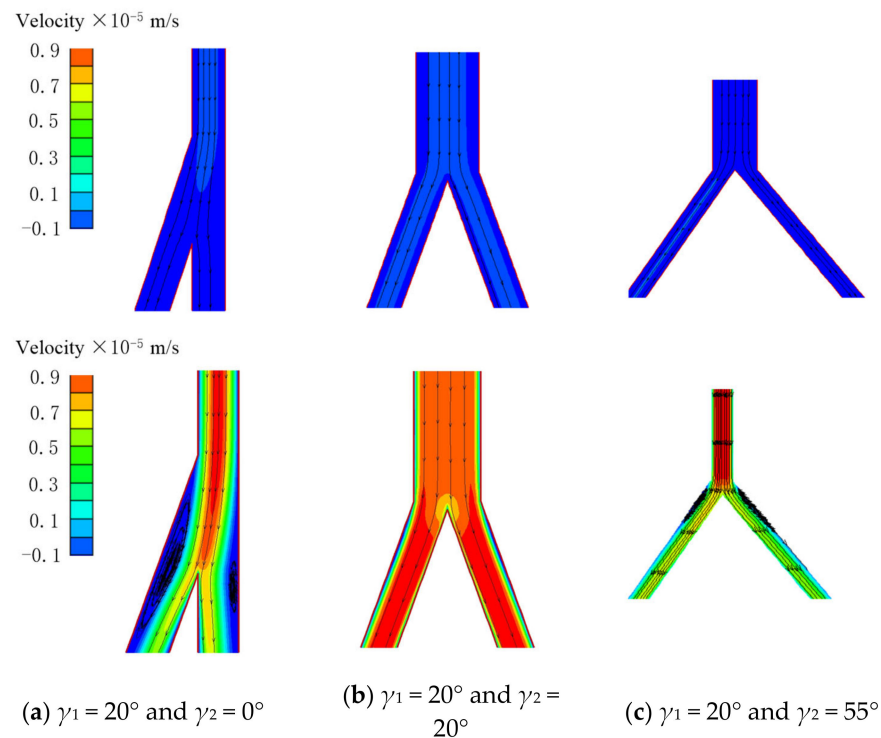 Velocity ×10⁻⁵ m/s
0.9
0.7
0.5
0.3
0.1
−0.1
Velocity ×10⁻⁵ m/s
0.9
0.7
0.5
0.3
0.1
−0.1
(a) γ₁ = 20° and γ₂ = 0°
(b) γ₁ = 20° and γ₂ =
20°
(c) γ₁ = 20° and γ₂ = 55°